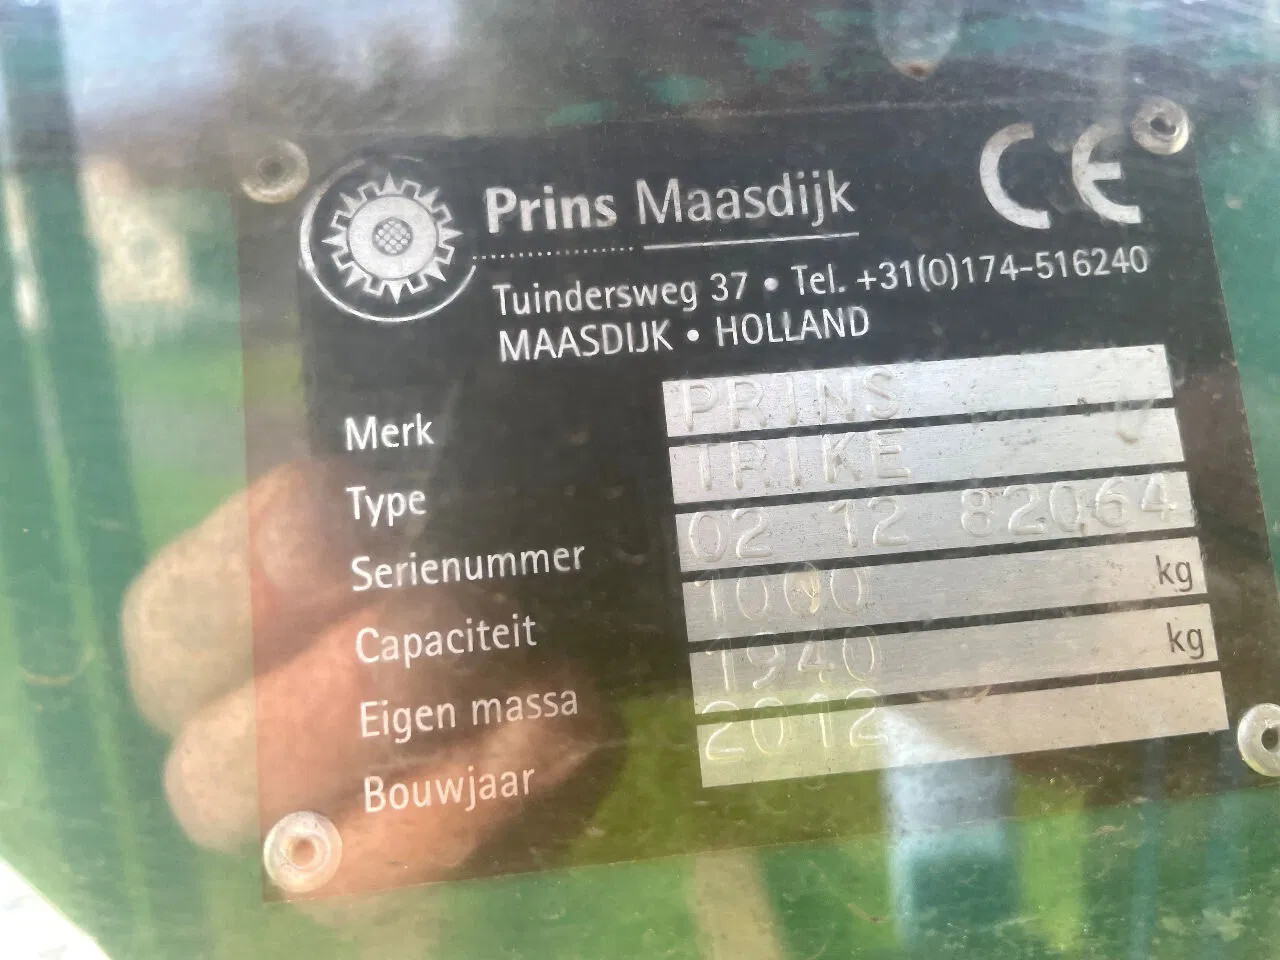 Prins Maasdijk
CE
Tuindersweg 37 • Tel. +31(0)174-516240
MAASDIJK • HOLLAND
Merk PRINS
Type TRIKE
Serienummer 02 12 82064
Capaciteit 1000 kg
Eigen massa 1940 kg
Bouwjaar 2012